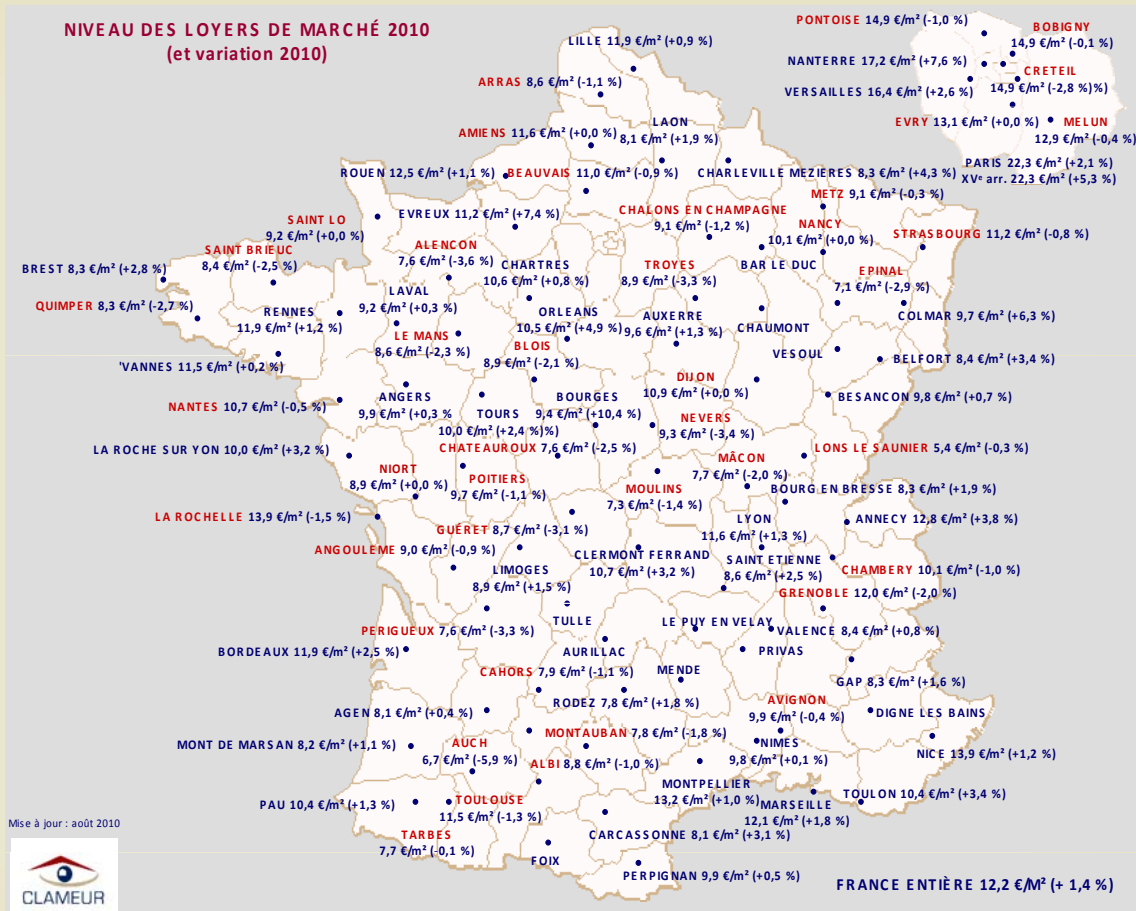 NIVEAU DES LOYERS DE MARCHÉ 2010
(et variation 2010)
PONTOISE 14,9 €/m² (-1,0 %)
BOBIGNY
14,9 €/m² (-0,1 %)
NANTERRE 17,2 €/m² (+7,6 %)
CRETEIL
14,9 €/m² (-2,8 %)%)
VERSAILLES 16,4 €/m² (+2,6 %)
EVRY 13,1 €/m² (+0,0 %)
MELUN
12,9 €/m² (-0,4 %)
PARIS 22,3 €/m² (+2,1 %)
XVe arr. 22,3 €/m² (+5,3 %)
LILLE 11,9 €/m² (+0,9 %)
ARRAS 8,6 €/m² (-1,1 %)
AMIENS 11,6 €/m² (+0,0 %)
LAON
8,1 €/m² (+1,9 %)
ROUEN 12,5 €/m² (+1,1 %)
BEAUVAIS 11,0 €/m² (-0,9 %)
CHARLEVILLE MEZIERES 8,3 €/m² (+4,3 %)
METZ 9,1 €/m² (-0,3 %)
SAINT LO
9,2 €/m² (+0,0 %)
EVREUX 11,2 €/m² (+7,4 %)
CHALONS EN CHAMPAGNE
9,1 €/m² (-1,2 %)
NANCY
10,1 €/m² (+0,0 %)
STRASBOURG 11,2 €/m² (-0,8 %)
SAINT BRIEUC
8,4 €/m² (-2,5 %)
BREST 8,3 €/m² (+2,8 %)
ALENCON
7,6 €/m² (-3,6 %)
CHARTRES
10,6 €/m² (+0,8 %)
TROYES
8,9 €/m² (-3,3 %)
BAR LE DUC
EPINAL
7,1 €/m² (-2,9 %)
QUIMPER 8,3 €/m² (-2,7 %)
RENNES
11,9 €/m² (+1,2 %)
LAVAL
9,2 €/m² (+0,3 %)
ORLEANS
10,5 €/m² (+4,9 %)
AUXERRE
9,6 €/m² (+1,3 %)
CHAUMONT
COLMAR 9,7 €/m² (+6,3 %)
LE MANS
8,6 €/m² (-2,3 %)
BLOIS
8,9 €/m² (-2,1 %)
VESOUL
BELFORT 8,4 €/m² (+3,4 %)
'VANNES 11,5 €/m² (+0,2 %)
DIJON
10,9 €/m² (+0,0 %)
NANTES 10,7 €/m² (-0,5 %)
ANGERS
9,9 €/m² (+0,3 %
TOURS
10,0 €/m² (+2,4 %)%)
BOURGES
9,4 €/m² (+10,4 %)
NEVERS
9,3 €/m² (-3,4 %)
BESANCON 9,8 €/m² (+0,7 %)
LA ROCHE SUR YON 10,0 €/m² (+3,2 %)
CHATEAUROUX 7,6 €/m² (-2,5 %)
LONS LE SAUNIER 5,4 €/m² (-0,3 %)
NIORT
8,9 €/m² (+0,0 %)
POITIERS
9,7 €/m² (-1,1 %)
MOULINS
7,3 €/m² (-1,4 %)
MÂCON
7,7 €/m² (-2,0 %)
BOURG EN BRESSE 8,3 €/m² (+1,9 %)
LA ROCHELLE 13,9 €/m² (-1,5 %)
GUÉRET 8,7 €/m² (-3,1 %)
LYON
11,6 €/m² (+1,3 %)
ANNECY 12,8 €/m² (+3,8 %)
ANGOULEME 9,0 €/m² (-0,9 %)
LIMOGES
8,9 €/m² (+1,5 %)
CLERMONT FERRAND
10,7 €/m² (+3,2 %)
SAINT ETIENNE
8,6 €/m² (+2,5 %)
CHAMBERY 10,1 €/m² (-1,0 %)
GRENOBLE 12,0 €/m² (-2,0 %)
PERIGUEUX 7,6 €/m² (-3,3 %)
TULLE
LE PUY EN VELAY
VALENCE 8,4 €/m² (+0,8 %)
BORDEAUX 11,9 €/m² (+2,5 %)
AURILLAC
PRIVAS
CAHORS 7,9 €/m² (-1,1 %)
MENDE
GAP 8,3 €/m² (+1,6 %)
RODEZ 7,8 €/m² (+1,8 %)
AVIGNON
9,9 €/m² (-0,4 %)
AGEN 8,1 €/m² (+0,4 %)
DIGNE LES BAINS
MONTAUBAN 7,8 €/m² (-1,8 %)
MONT DE MARSAN 8,2 €/m² (+1,1 %)
AUCH
6,7 €/m² (-5,9 %)
NIMES
9,8 €/m² (+0,1 %)
NICE 13,9 €/m² (+1,2 %)
ALBI 8,8 €/m² (-1,0 %)
MONTPELLIER
13,2 €/m² (+1,0 %)
MARSEILLE
12,1 €/m² (+1,8 %)
TOULON 10,4 €/m² (+3,4 %)
PAU 10,4 €/m² (+1,3 %)
TOULOUSE
11,5 €/m² (-1,3 %)
Mise à jour : août 2010
TARBES
7,7 €/m² (-0,1 %)
CARCASSONNE 8,1 €/m² (+3,1 %)
FOIX
PERPIGNAN 9,9 €/m² (+0,5 %)
CLAMEUR
FRANCE ENTIÈRE 12,2 €/M² (+ 1,4 %)